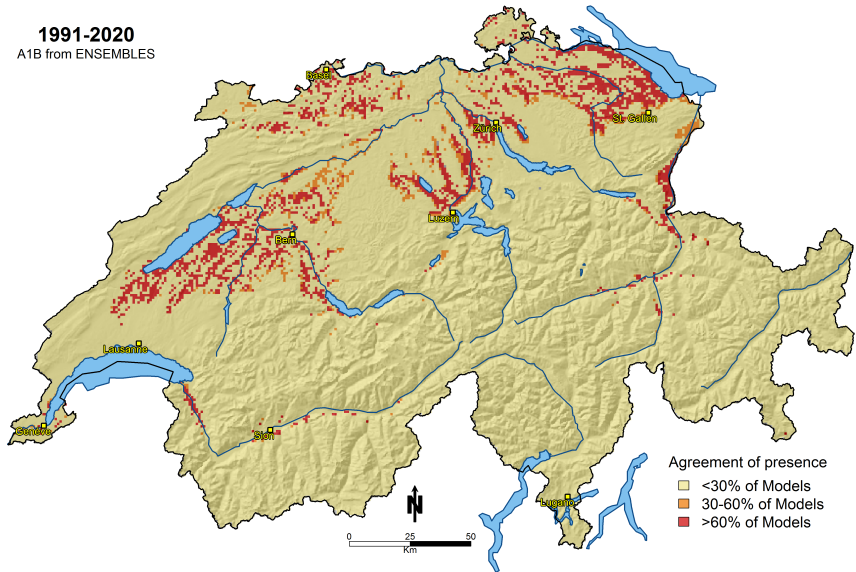 1991-2020
A1B from ENSEMBLES
Basel
Zürich
St. Gallen
Luzern
Bern
Lausanne
Genève
Sion
Lugano
N
0 25 50
Km
Agreement of presence
<30% of Models
30-60% of Models
>60% of Models